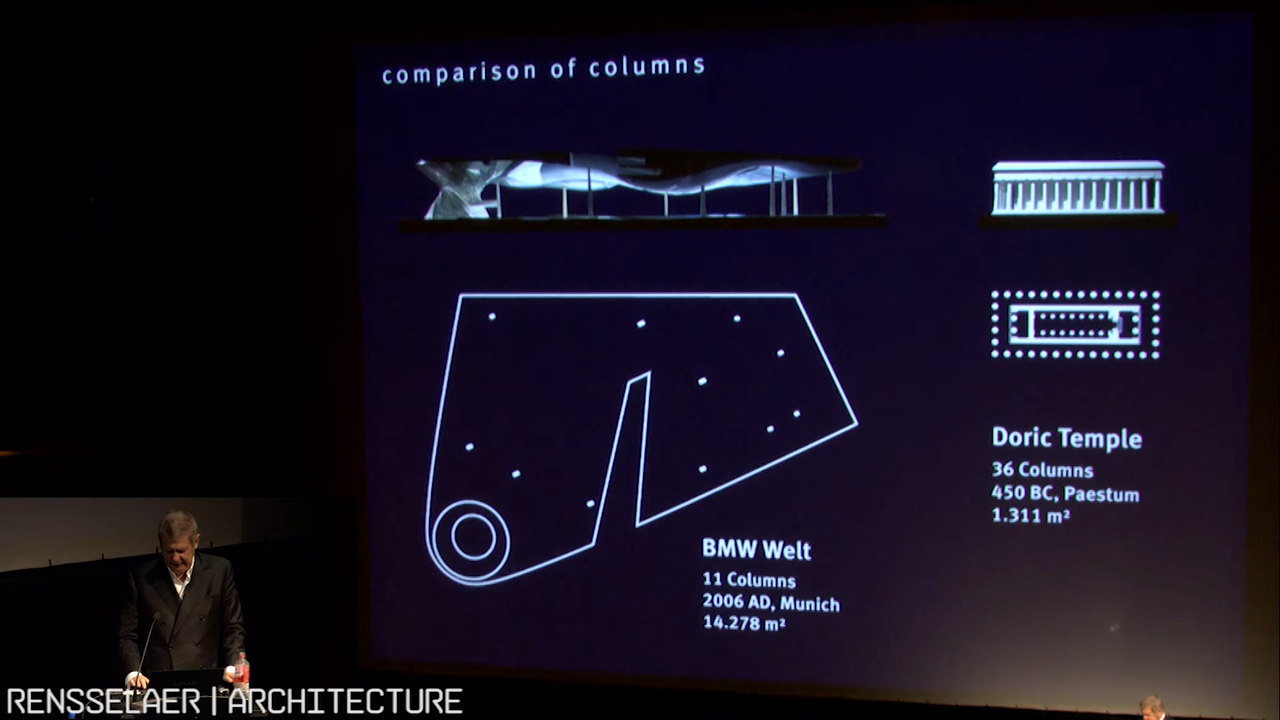 comparison of columns
Doric Temple
36 Columns
450 BC, Paestum
1.311 m²
BMW Welt
11 Columns
2006 AD, Munich
14.278 m²
RENSSELAER | ARCHITECTURE